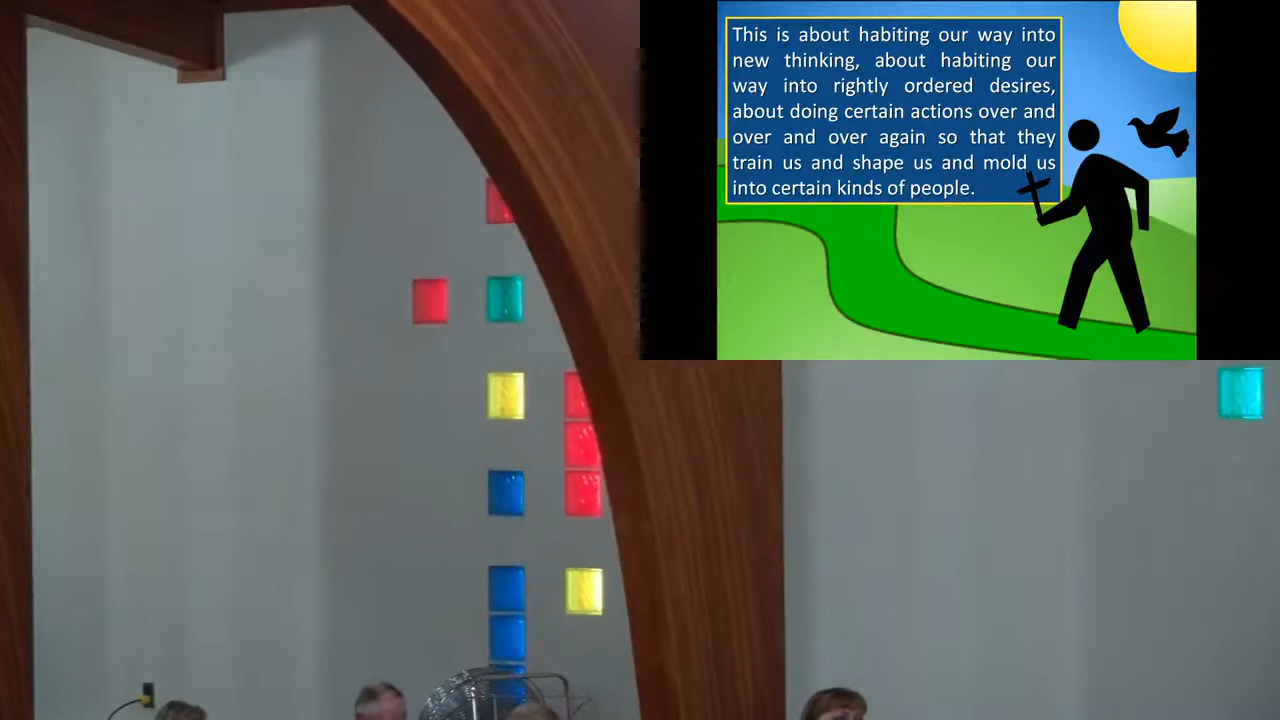 This is about habiting our way into
new thinking, about habiting our
way into rightly ordered desires,
about doing certain actions over and
over and over again so that they
train us and shape us and mold us
into certain kinds of people.